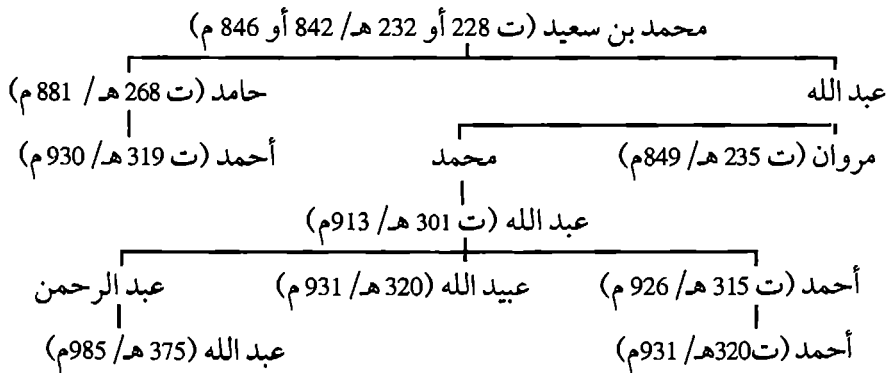 محمد بن سعيد (ت 228 أو 232 هـ/ 842 أو 846 م)
عبد الله حامد (ت 268 هـ/ 881 م)
مروان (ت 235 هـ/ 849م) محمد أحمد (ت 319 هـ/ 930 م)
عبد الله (ت 301 هـ/ 913م)
أحمد (ت 315 هـ/ 926 م) عبيد الله (320 هـ/ 931 م) عبد الرحمن
أحمد (ت320هـ/ 931م) عبد الله (375 هـ/ 985م)